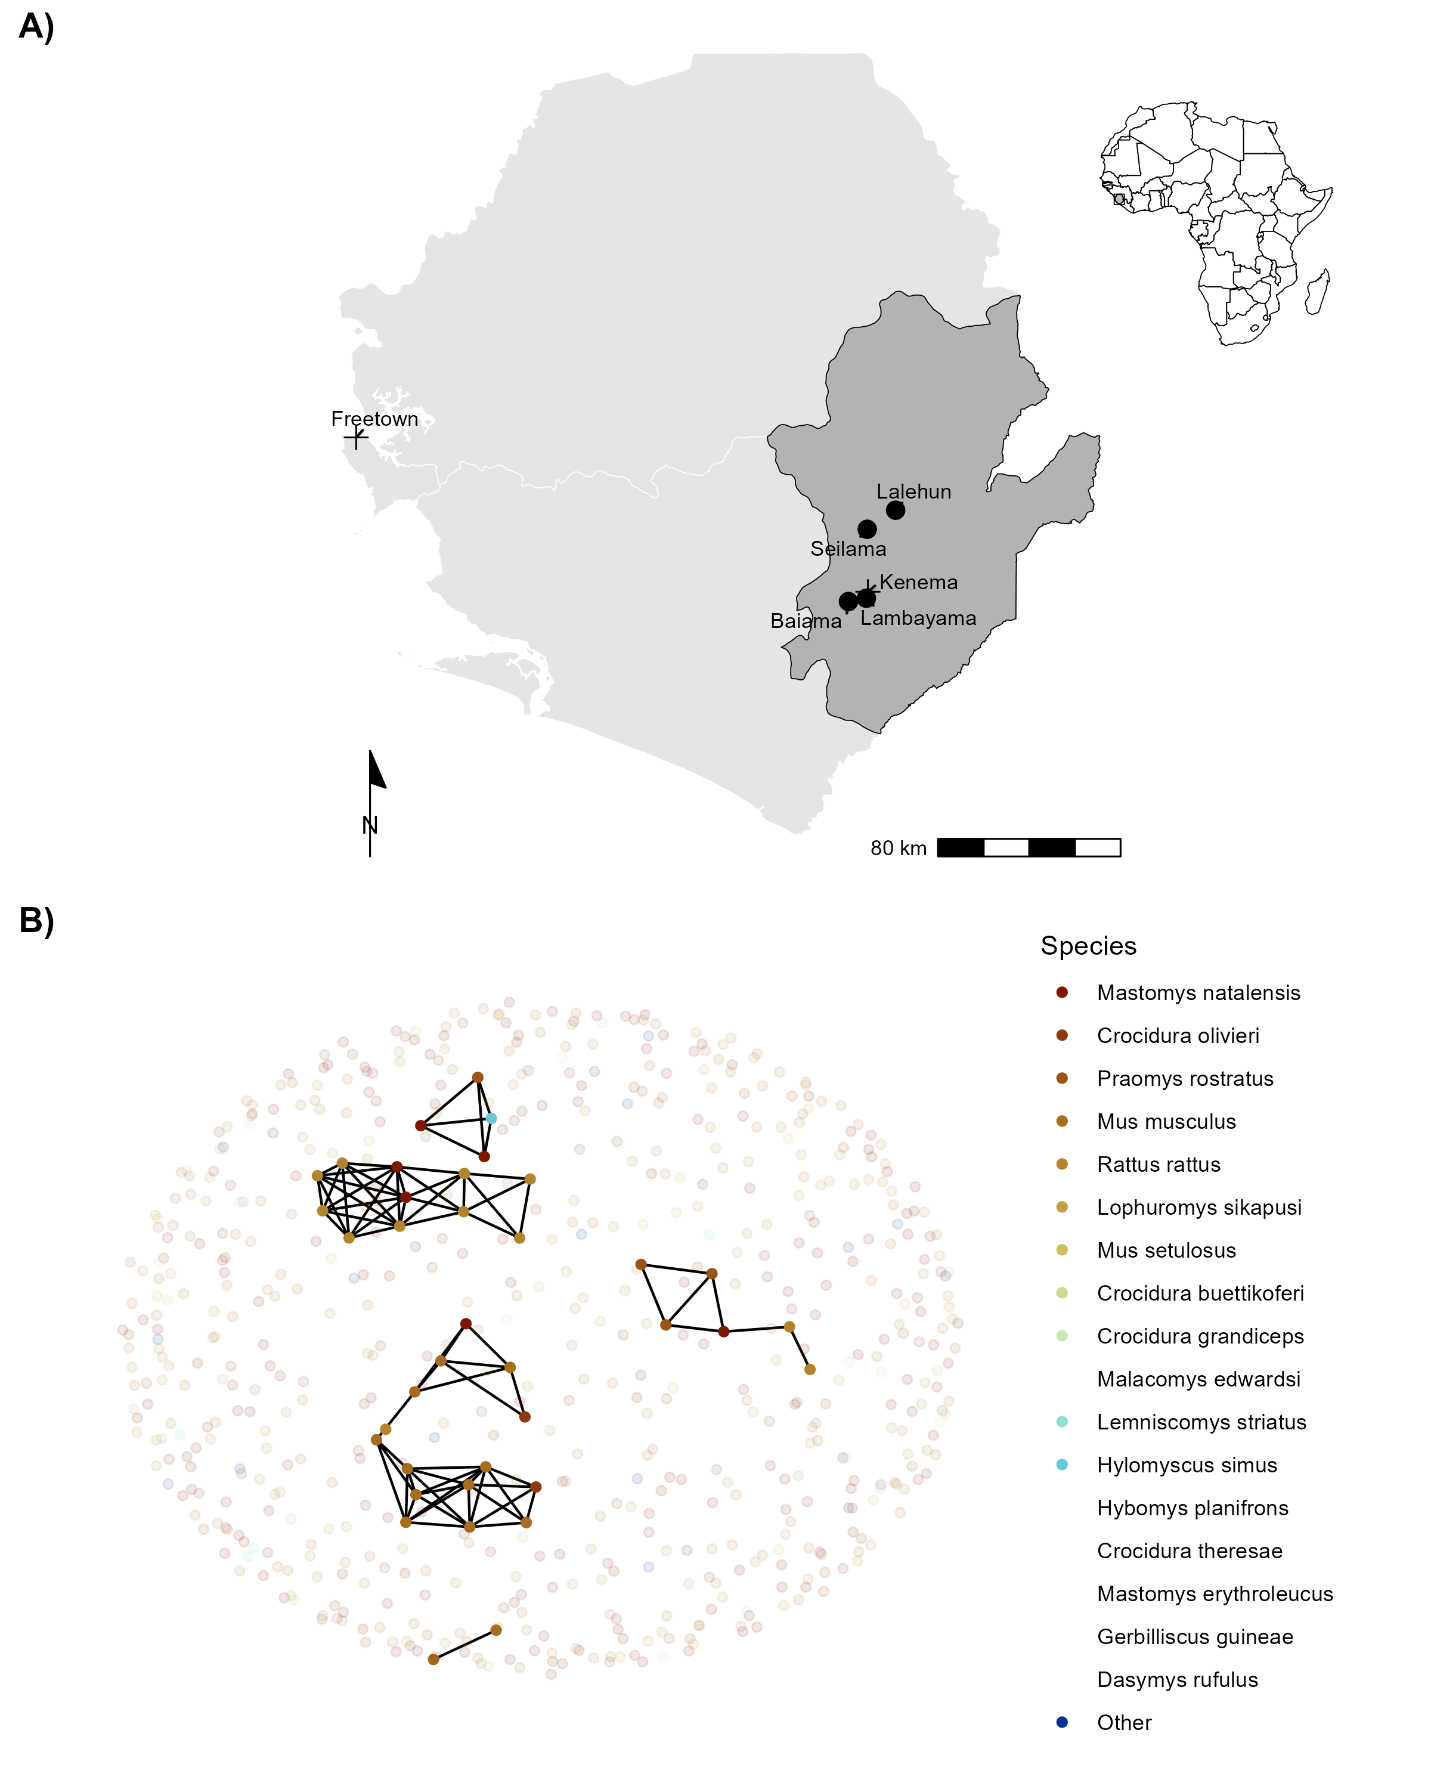 A)
Freetown
Lalehun
Seilama
Kenema
Baiama
Lambayama
N
80 km
B)
Species
Mastomys natalensis
Crocidura olivieri
Praomys rostratus
Mus musculus
Rattus rattus
Lophuromys sikapusi
Mus setulosus
Crocidura buettikoferi
Crocidura grandiceps
Malacomys edwardsi
Lemniscomys striatus
Hylomyscus simus
Hybomys planifrons
Crocidura theresae
Mastomys erythroleucus
Gerbilliscus guineae
Dasymys rufulus
Other